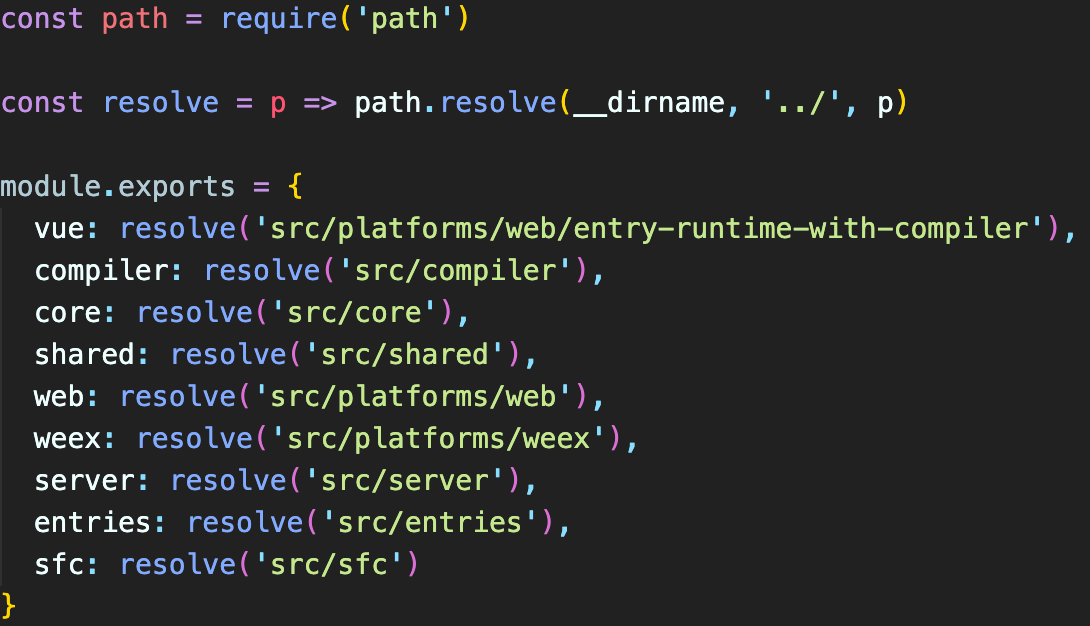 const path = require('path')
const resolve = p => path.resolve(__dirname, '../', p)
module.exports = {
  vue: resolve('src/platforms/web/entry-runtime-with-compiler'),
  compiler: resolve('src/compiler'),
  core: resolve('src/core'),
  shared: resolve('src/shared'),
  web: resolve('src/platforms/web'),
  weex: resolve('src/platforms/weex'),
  server: resolve('src/server'),
  entries: resolve('src/entries'),
  sfc: resolve('src/sfc')
}